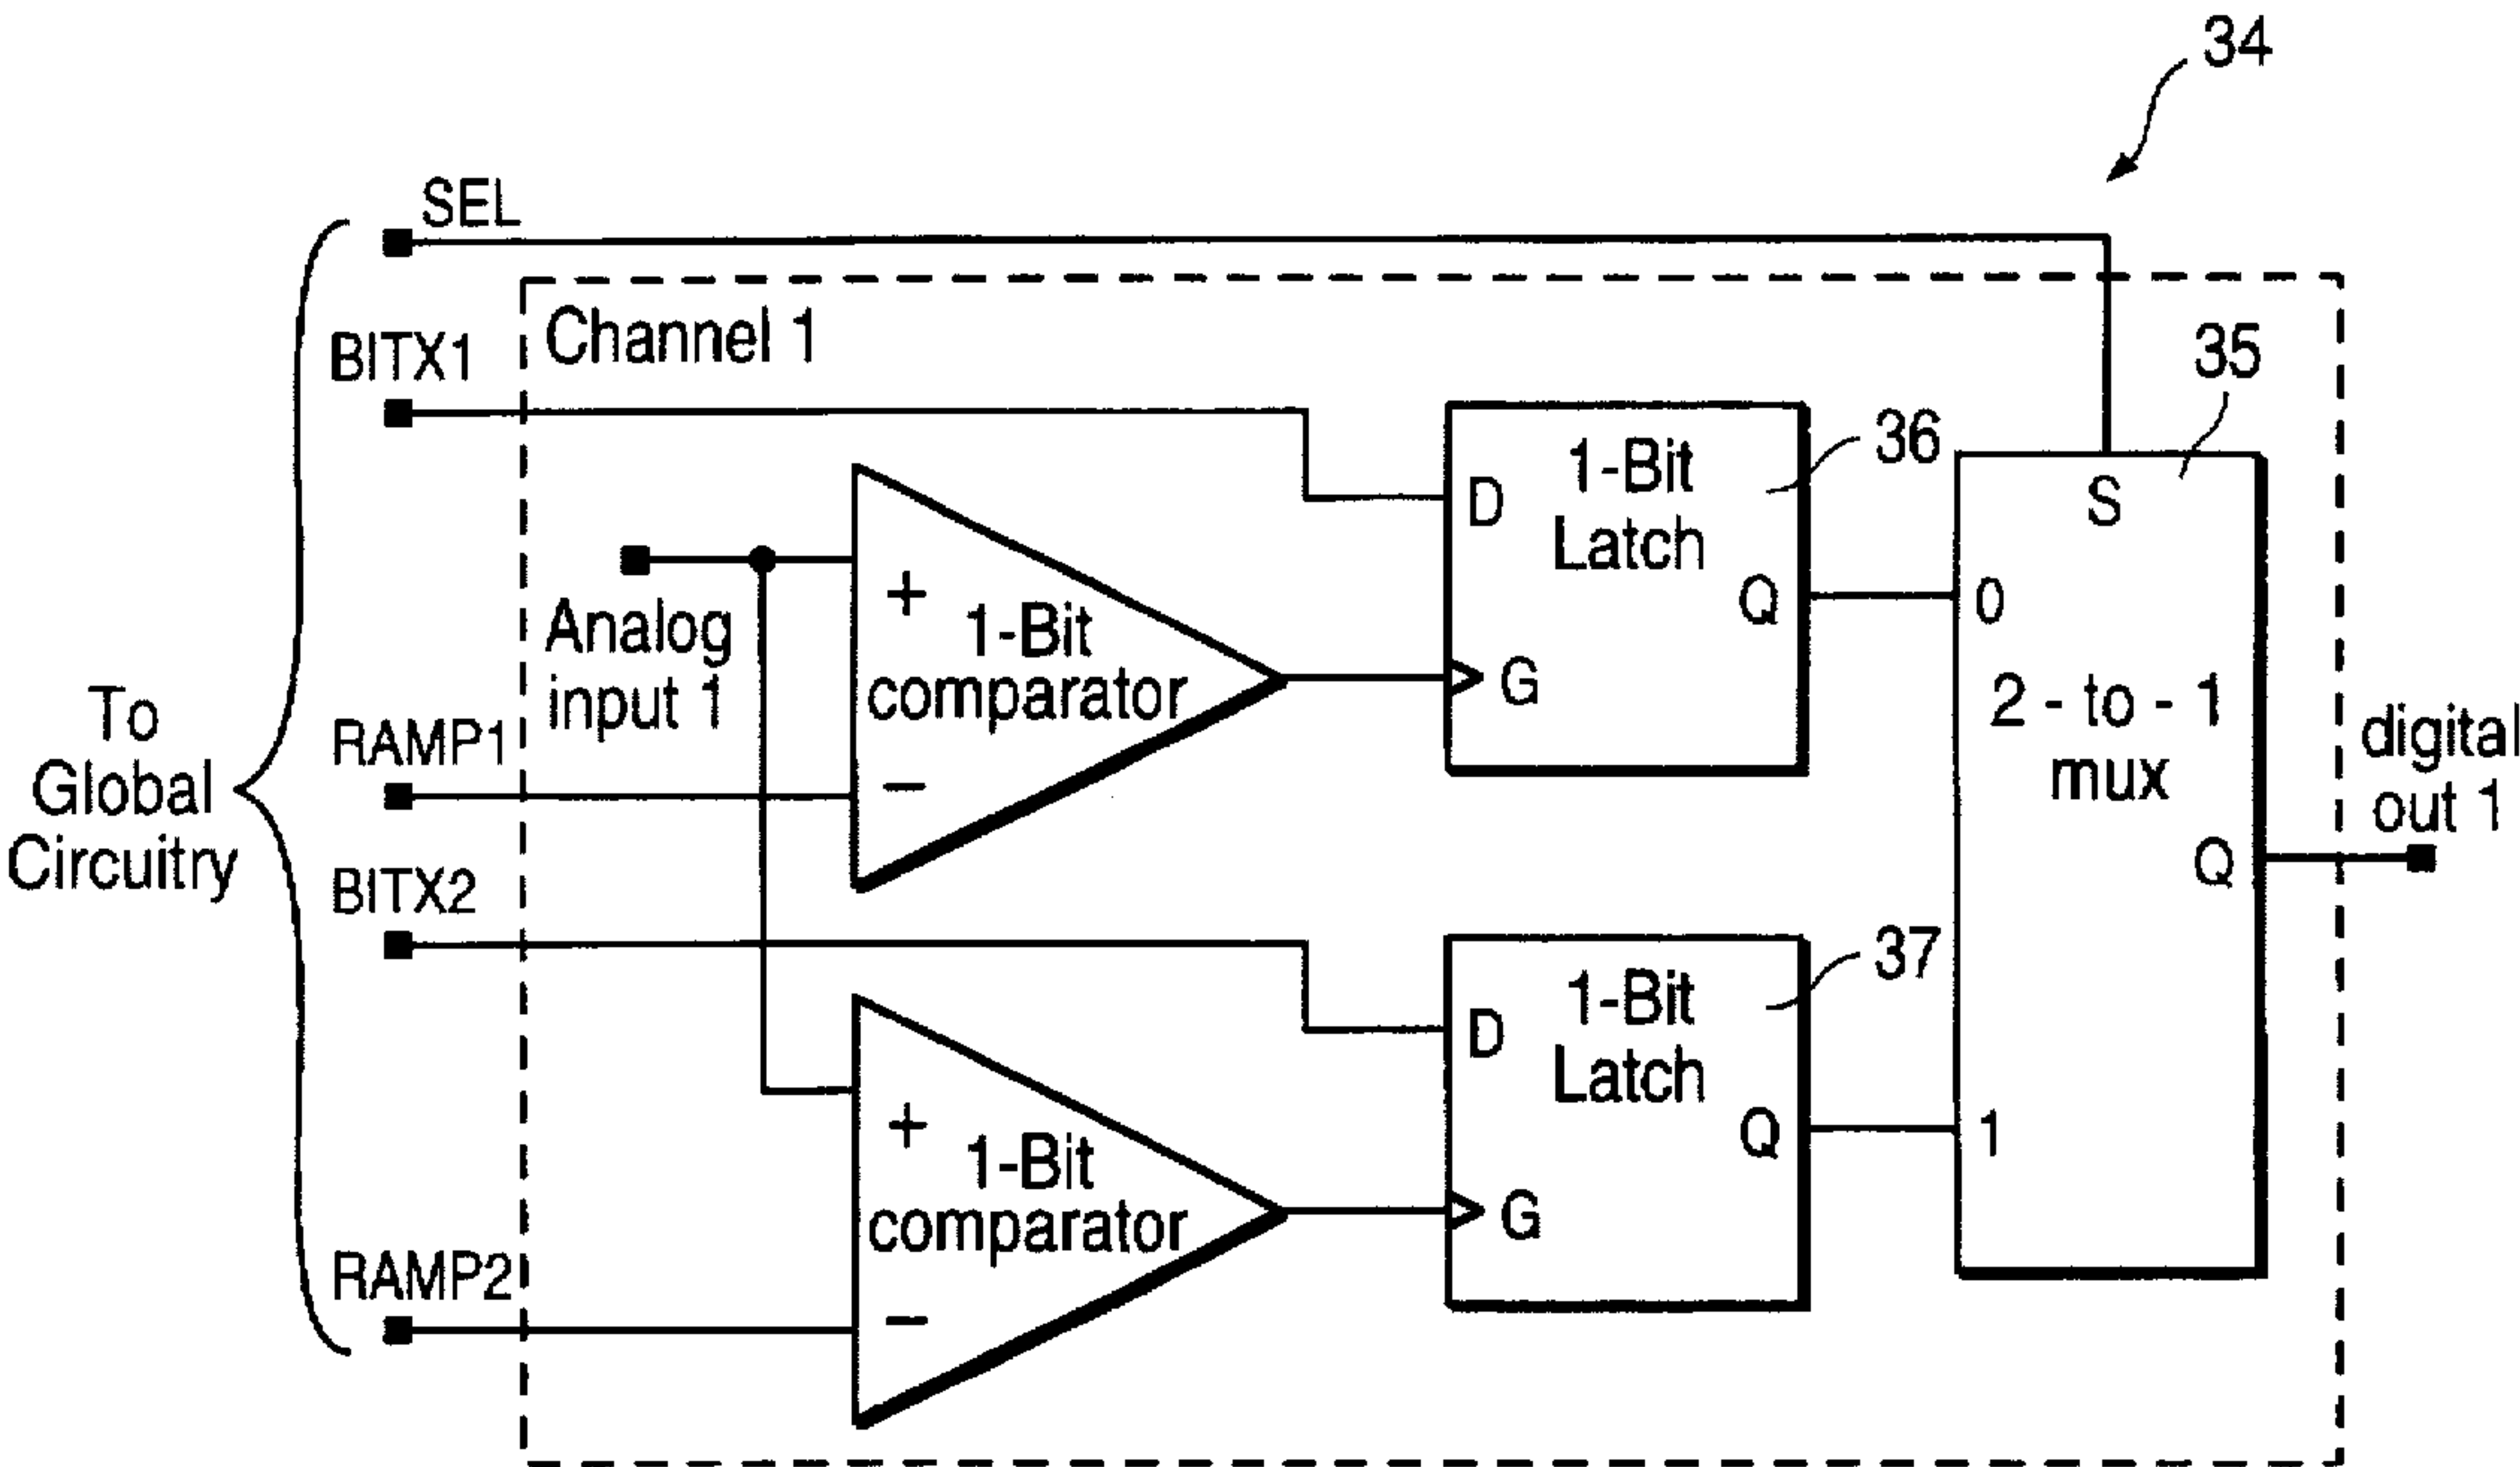 34
SEL
BITX1
Channel 1
35
1-Bit
Latch
36
D
S
Q
0
G
+
1-Bit
comparator
−
Analog
input 1
2 - to - 1
mux
To
Global
Circuitry
RAMP1
digital
out 1
Q
BITX2
1-Bit
Latch
37
D
Q
1
G
+
1-Bit
comparator
−
RAMP2